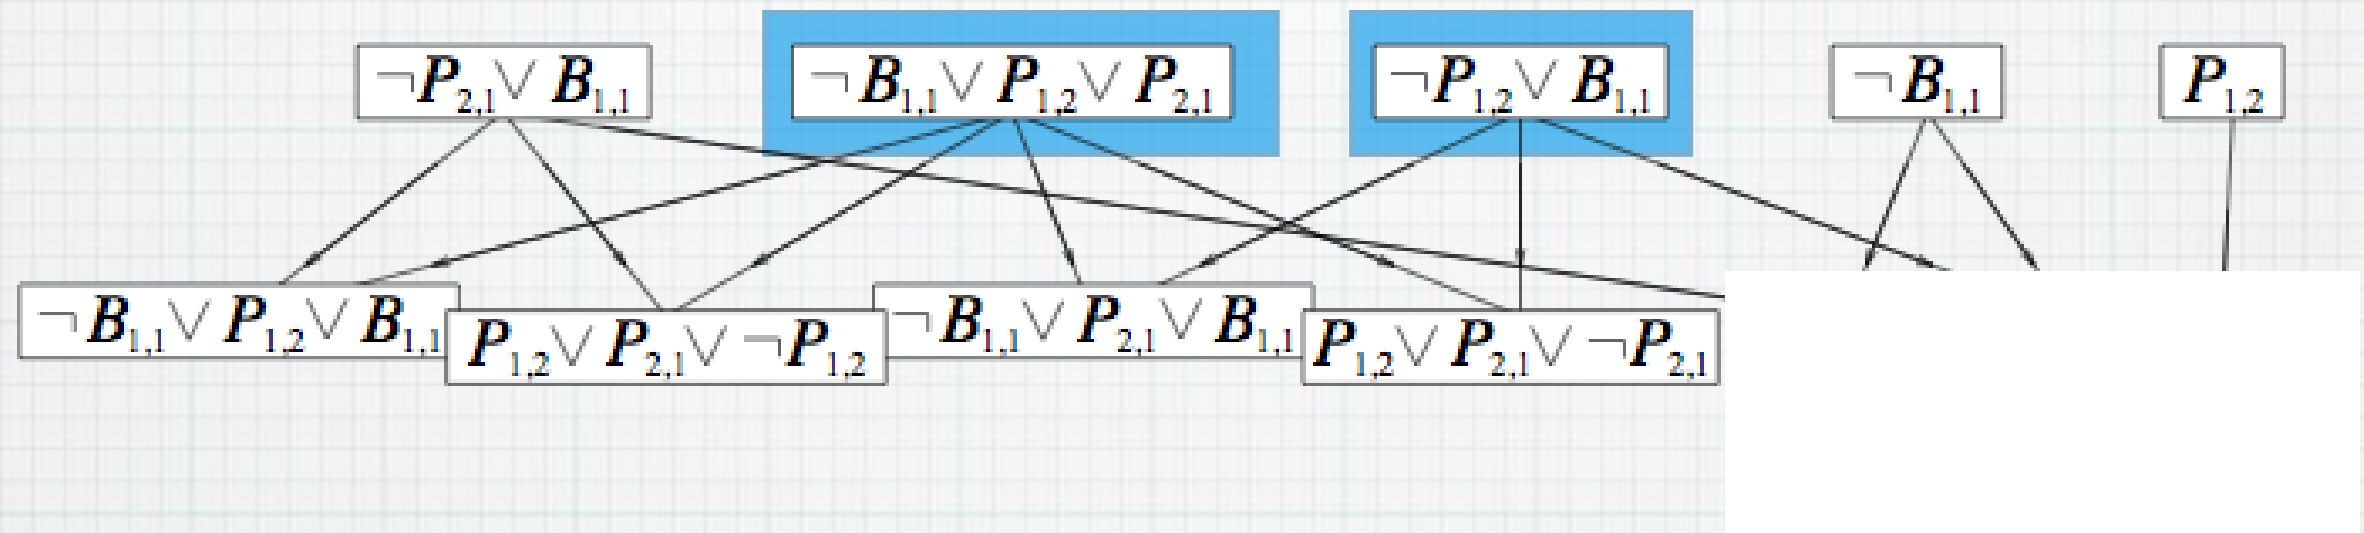 ¬P2,1 ∨ B1,1 ¬B1,1 ∨ P1,2 ∨ P2,1 ¬P1,2 ∨ B1,1 ¬B1,1 P1,2
¬B1,1 ∨ P1,2 ∨ B1,1 P1,2 ∨ P2,1 ∨ ¬P1,2 ¬B1,1 ∨ P2,1 ∨ B1,1 P1,2 ∨ P2,1 ∨ ¬P2,1